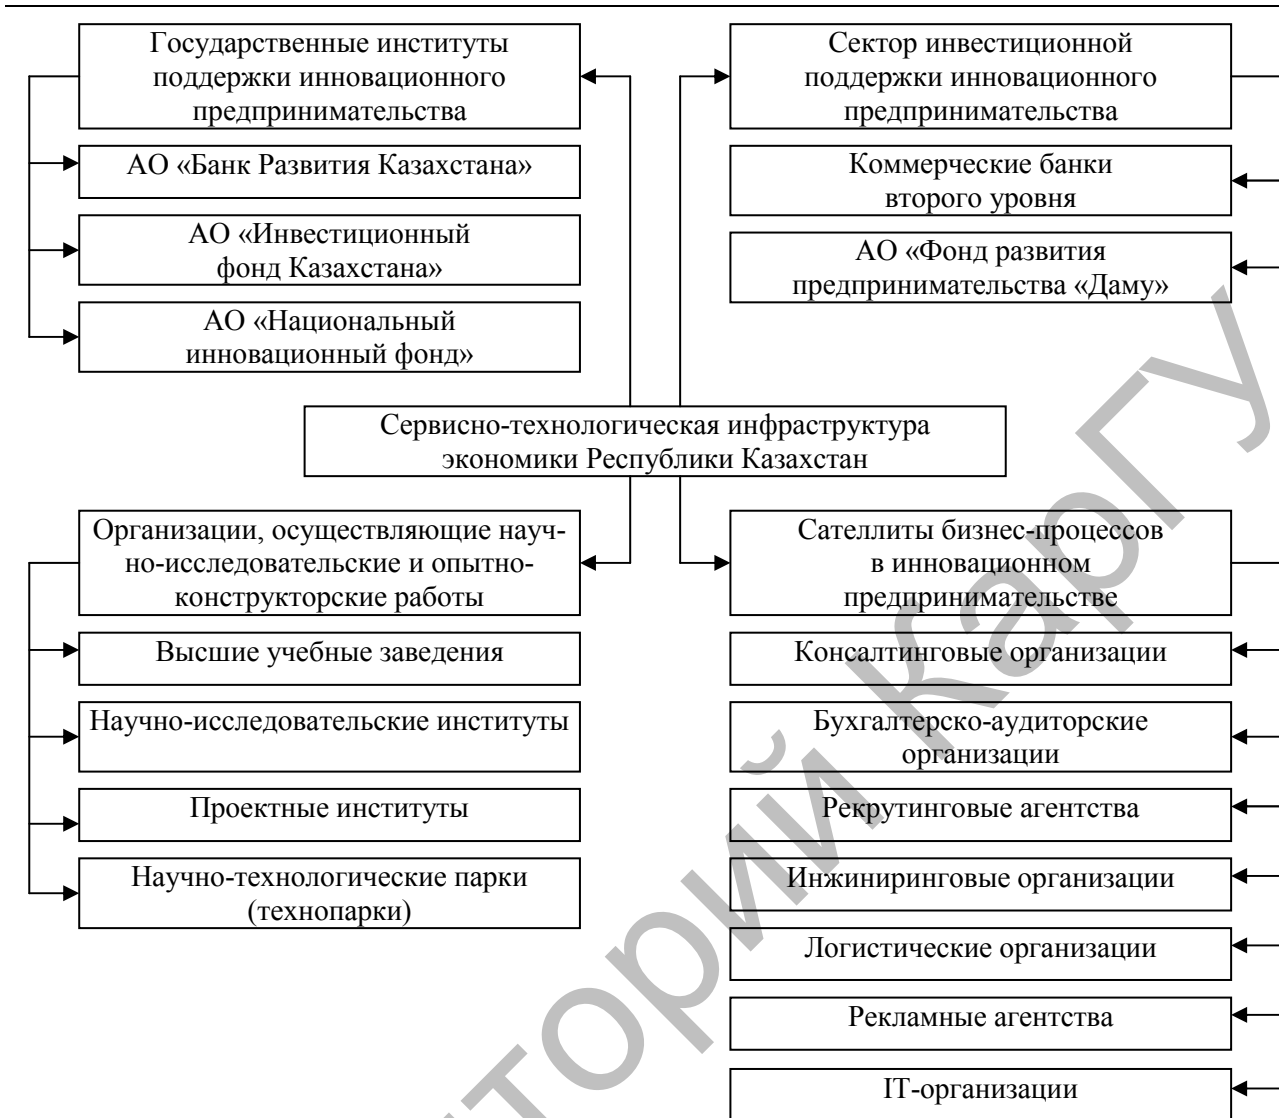 Государственные институты
поддержки инновационного
предпринимательства
АО «Банк Развития Казахстана»
АО «Инвестиционный
фонд Казахстана»
АО «Национальный
инновационный фонд»
Сектор инвестиционной
поддержки инновационного
предпринимательства
Коммерческие банки
второго уровня
АО «Фонд развития
предпринимательства «Даму»
Сервисно-технологическая инфраструктура
экономики Республики Казахстан
Организации, осуществляющие науч-
но-исследовательские и опытно-
конструкторские работы
Высшие учебные заведения
Научно-исследовательские институты
Проектные институты
Научно-технологические парки
(технопарки)
Сателлиты бизнес-процессов
в инновационном
предпринимательстве
Консалтинговые организации
Бухгалтерско-аудиторские
организации
Рекрутинговые агентства
Инжиниринговые организации
Логистические организации
Рекламные агентства
IT-организации
торий КарГУ